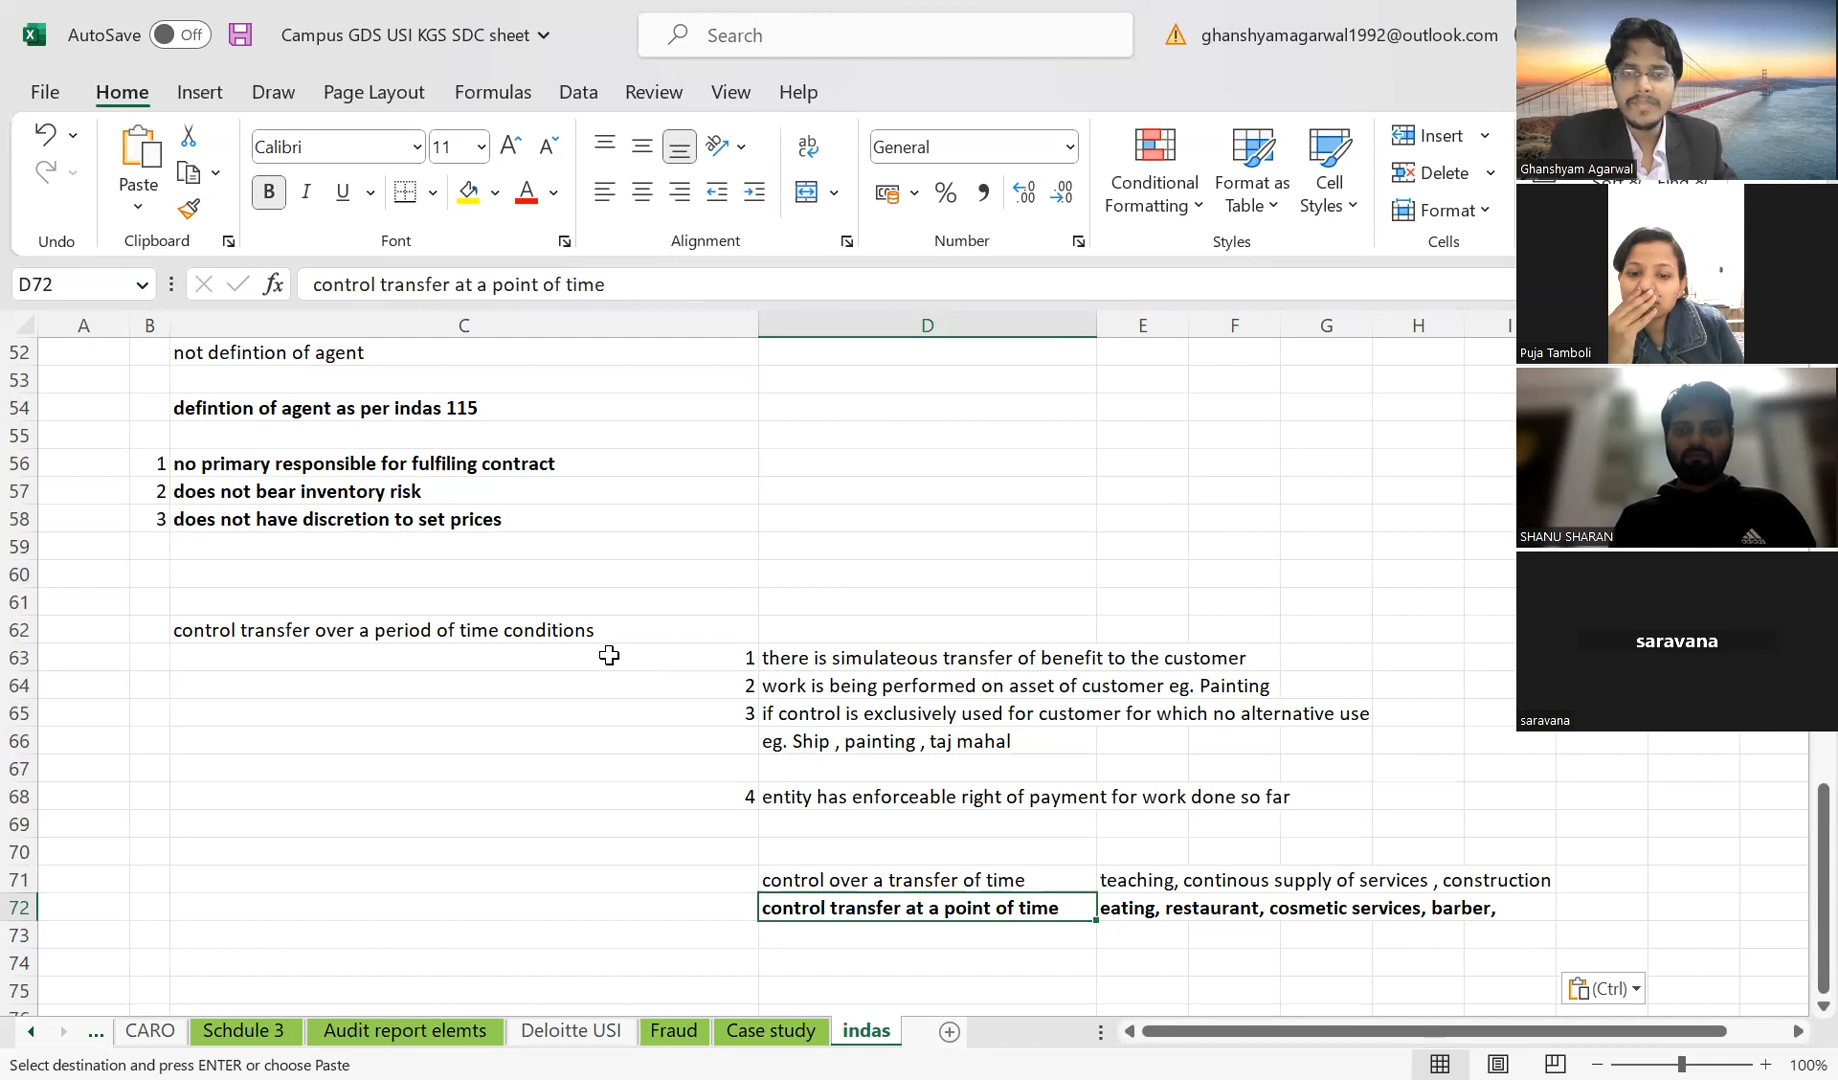 AutoSave Off Campus GDS USI KGS SDC sheet Search ghanshyamagarwal1992@outlook.com
File Home Insert Draw Page Layout Formulas Data Review View Help
Paste Calibri 11 General Conditional Formatting Format as Table Cell Styles Insert Delete Format
B I U A % , .00
Undo Clipboard Font Alignment Number Styles Cells
D72 fx control transfer at a point of time
A B C D E F G H I
52 not defintion of agent
53
54 defintion of agent as per indas 115
55
56 1 no primary responsible for fulfiling contract
57 2 does not bear inventory risk
58 3 does not have discretion to set prices
59
60
61
62 control transfer over a period of time conditions
63 1 there is simulateous transfer of benefit to the customer
64 2 work is being performed on asset of customer eg. Painting
65 3 if control is exclusively used for customer for which no alternative use
66 eg. Ship , painting , taj mahal
67
68 4 entity has enforceable right of payment for work done so far
69
70
71 control over a transfer of time teaching, continous supply of services , construction
72 control transfer at a point of time eating, restaurant, cosmetic services, barber,
73
74
75
(Ctrl)
... CARO Schdule 3 Audit report elemts Deloitte USI Fraud Case study indas
Select destination and press ENTER or choose Paste 100%
Ghanshyam Agarwal
Puja Tamboli
SHANU SHARAN
saravana
saravana